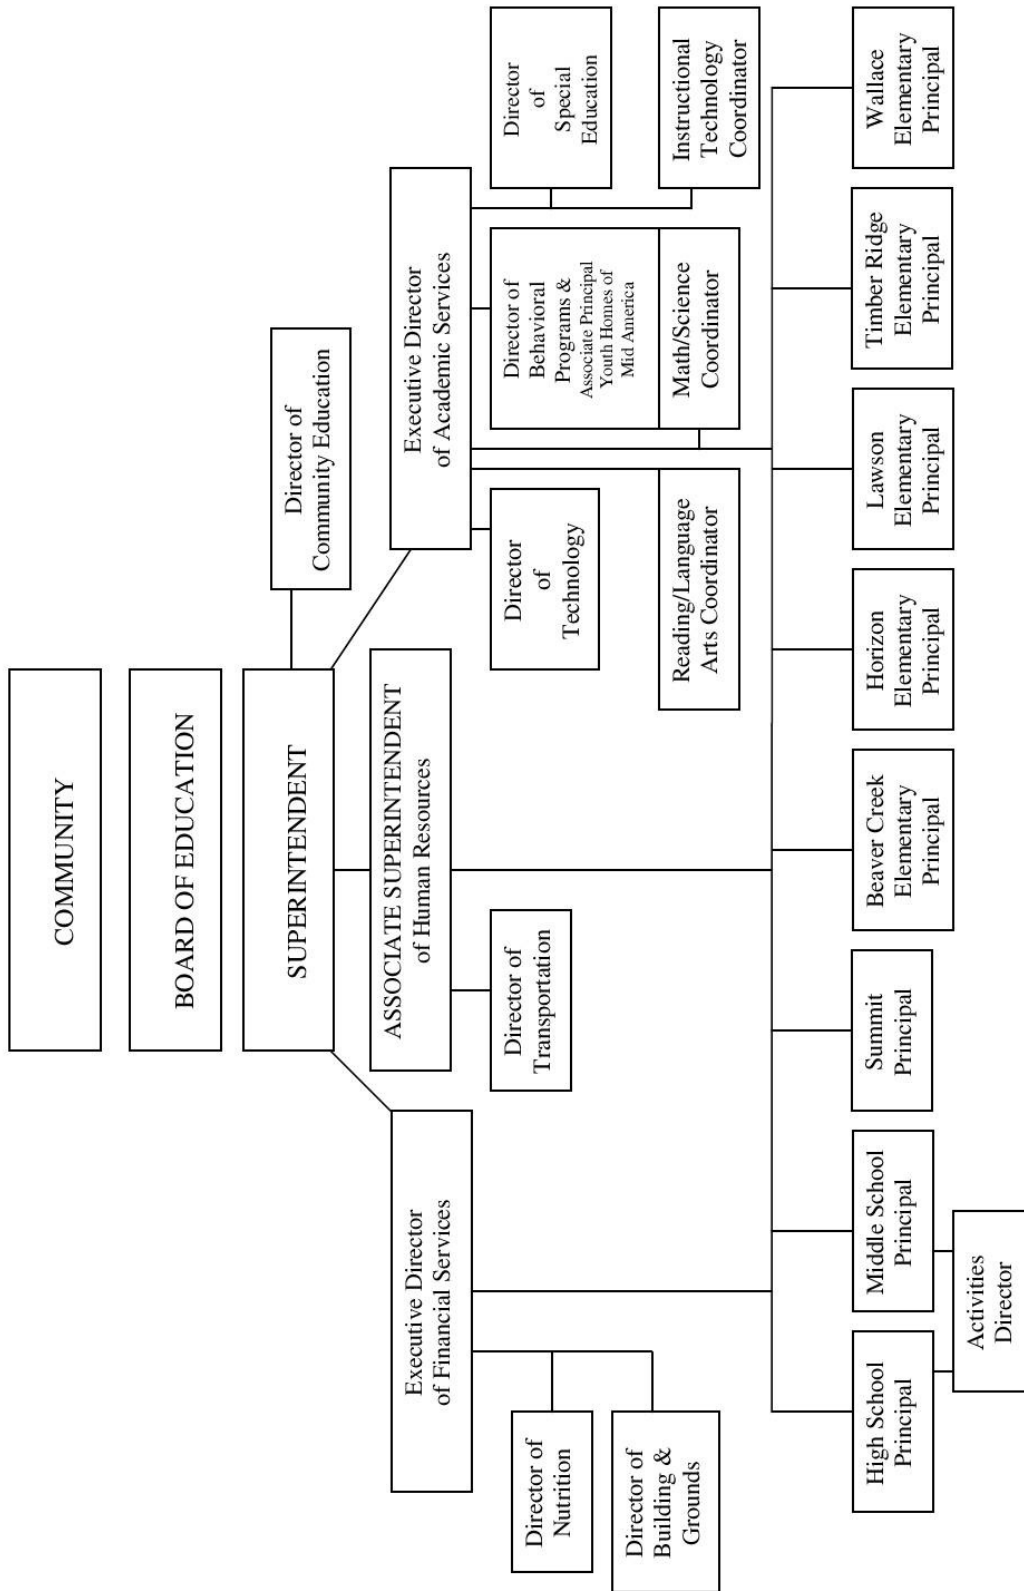 COMMUNITY
BOARD OF EDUCATION
SUPERINTENDENT
Director of
Community Education
Executive Director
of Financial Services
ASSOCIATE SUPERINTENDENT
of Human Resources
Executive Director
of Academic Services
Director of
Nutrition
Director of
Building &
Grounds
Director of
Transportation
Director
of
Technology
Director of
Behavioral
Programs &
Associate Principal
Youth Homes of
Mid America
Director
of
Special
Education
Reading/Language
Arts Coordinator
Math/Science
Coordinator
Instructional
Technology
Coordinator
High School
Principal
Middle School
Principal
Summit
Principal
Beaver Creek
Elementary
Principal
Horizon
Elementary
Principal
Lawson
Elementary
Principal
Timber Ridge
Elementary
Principal
Wallace
Elementary
Principal
Activities
Director